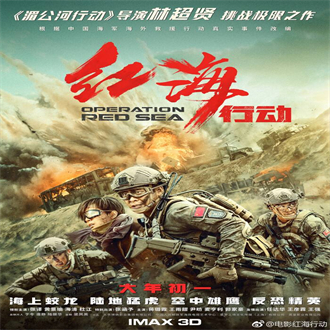 《湄公河行动》导演林超贤 挑战极限之作
根据中国海军海外救援行动真实事件改编
红海
OPERATION
RED SEA
行动
大年初一
海上蛟龙 陆地猛虎 空中雄鹰 反恐精英
IMAX 3D
@电影红海行动